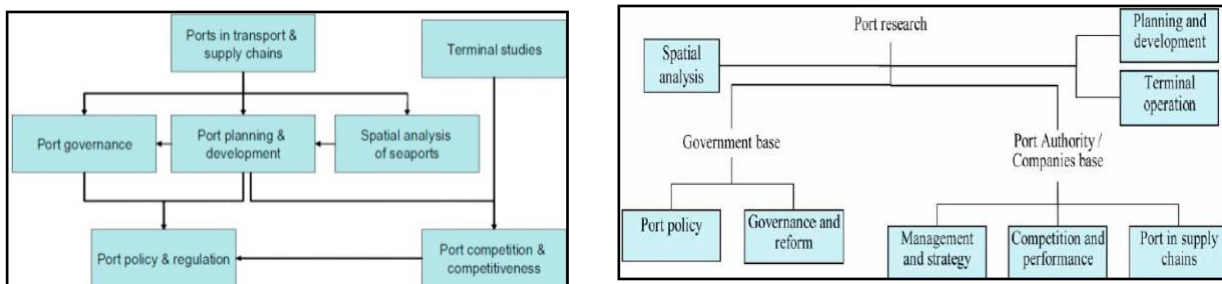 Ports in transport &
supply chains
Terminal studies
Port governance
Port planning &
development
Spatial analysis
of seaports
Port policy & regulation
Port competition &
competitiveness
Port research
Spatial
analysis
Planning and
development
Terminal
operation
Government base
Port Authority /
Companies base
Port policy
Governance and
reform
Management
and strategy
Competition and
performance
Port in supply
chains